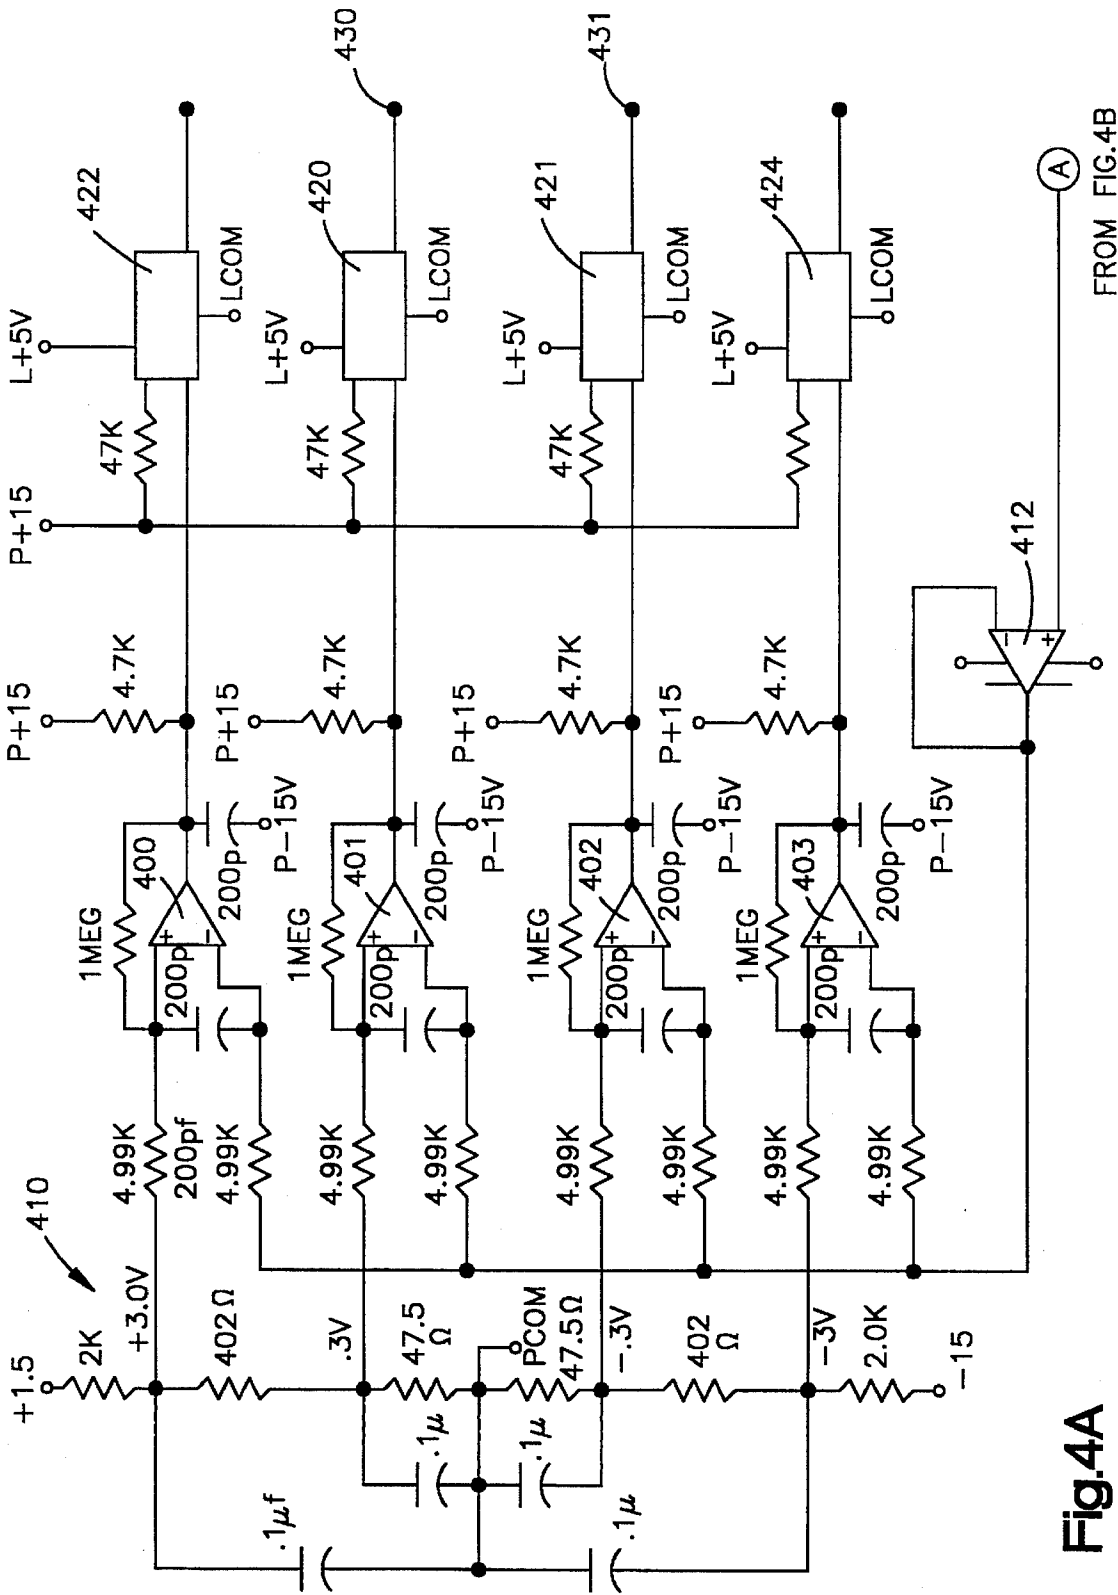 P+15
P+15
L+5V
422
47K
4.7K
1MEG
400
200p
200p
P-15V
LCOM
+1.5
2K
410
+3.0V
4.99K
200pf
4.99K
402Ω
.1μf
P+15
L+5V
420
430
47K
4.7K
1MEG
401
200p
200p
P-15V
LCOM
.3V
4.99K
4.99K
47.5
Ω
.1μ
PCOM
P+15
L+5V
421
431
47K
4.7K
1MEG
402
200p
200p
P-15V
LCOM
47.5Ω
.1μ
-.3V
4.99K
4.99K
402
Ω
.1μ
P+15
L+5V
424
4.7K
1MEG
403
200p
200p
P-15V
LCOM
-3V
4.99K
4.99K
2.0K
-15
412
-
+
A
FROM FIG.4B
Fig.4A